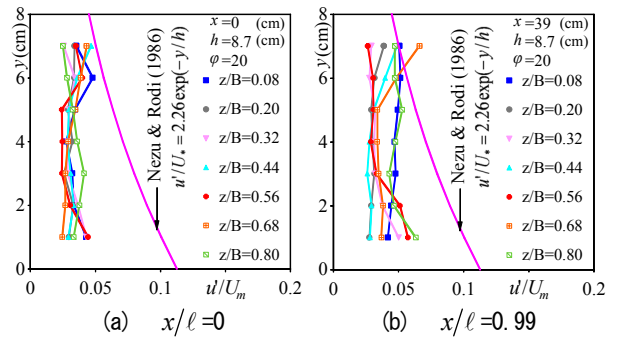 y(cm)
8
6
4
2
0
0
0.05
0.1
0.15
0.2
u'/U_m
Nezu & Rodi (1986)
u'/U_* = 2.26exp(−y/h)
x=0 (cm)
h=8.7 (cm)
φ=20
z/B=0.08
z/B=0.20
z/B=0.32
z/B=0.44
z/B=0.56
z/B=0.68
z/B=0.80
(a) x/ℓ=0
y(cm)
8
6
4
2
0
0
0.05
0.1
0.15
0.2
u'/U_m
Nezu & Rodi (1986)
u'/U_* = 2.26exp(−y/h)
x=39 (cm)
h=8.7 (cm)
φ=20
z/B=0.08
z/B=0.20
z/B=0.32
z/B=0.44
z/B=0.56
z/B=0.68
z/B=0.80
(b) x/ℓ=0.99